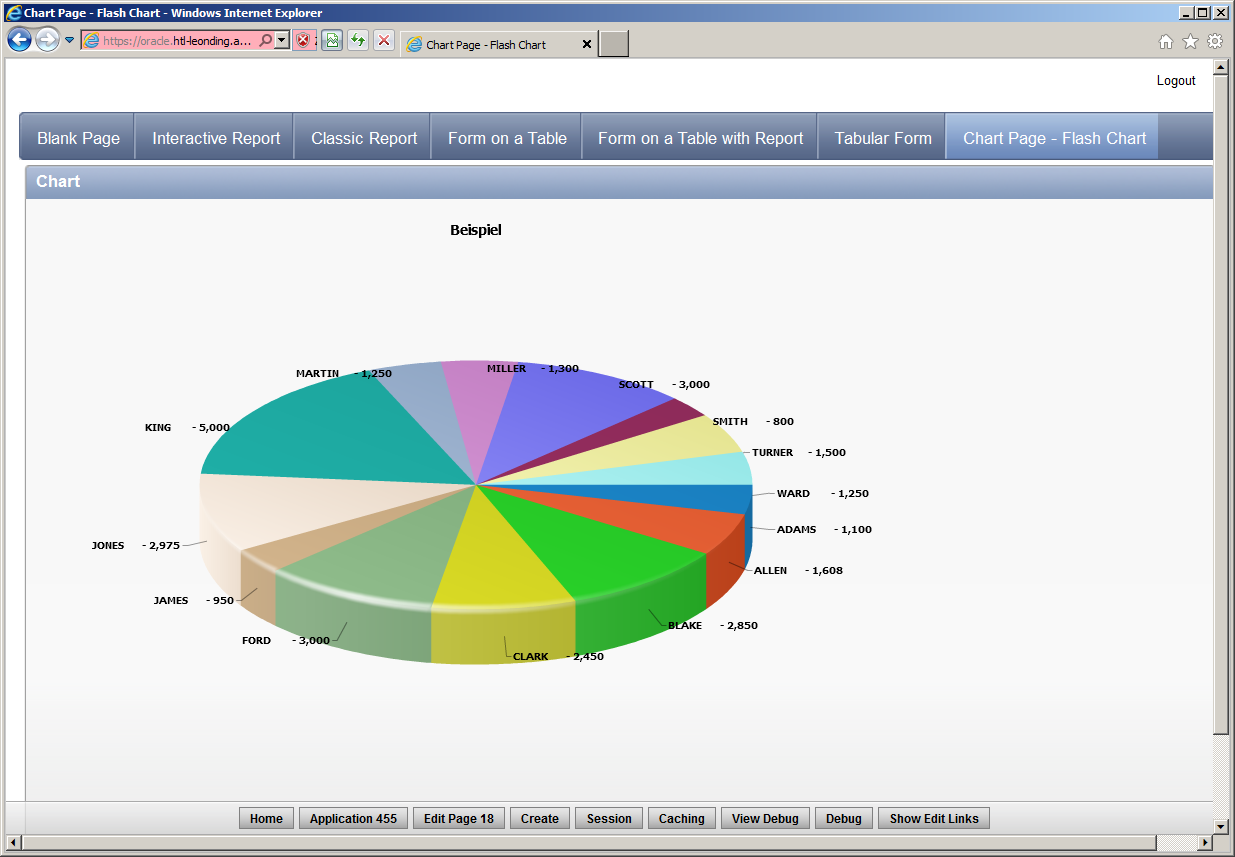 Chart Page - Flash Chart - Windows Internet Explorer
https://oracle.htl-leonding.a...
Chart Page - Flash Chart
Logout
Blank Page Interactive Report Classic Report Form on a Table Form on a Table with Report Tabular Form Chart Page - Flash Chart
Chart
Beispiel
MILLER - 1,300
MARTIN - 1,250
SCOTT - 3,000
SMITH - 800
KING - 5,000
TURNER - 1,500
WARD - 1,250
ADAMS - 1,100
JONES - 2,975
ALLEN - 1,608
JAMES - 950
BLAKE - 2,850
FORD - 3,000
CLARK - 2,450
Home Application 455 Edit Page 18 Create Session Caching View Debug Debug Show Edit Links